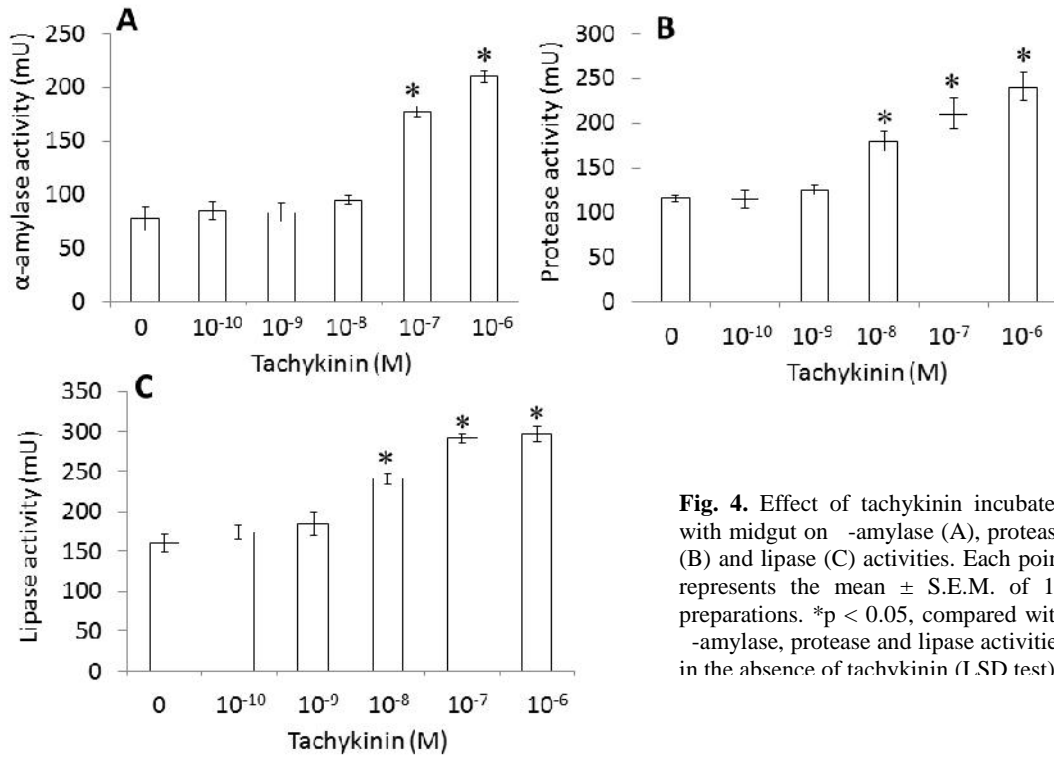 A
α-amylase activity (mU)
250
200
150
100
50
0
* *
0 10⁻¹⁰ 10⁻⁹ 10⁻⁸ 10⁻⁷ 10⁻⁶
Tachykinin (M)
B
Protease activity (mU)
300
250
200
150
100
50
0
* * *
0 10⁻¹⁰ 10⁻⁹ 10⁻⁸ 10⁻⁷ 10⁻⁶
Tachykinin (M)
C
Lipase activity (mU)
350
300
250
200
150
100
50
0
* * *
0 10⁻¹⁰ 10⁻⁹ 10⁻⁸ 10⁻⁷ 10⁻⁶
Tachykinin (M)
Fig. 4. Effect of tachykinin incubate
with midgut on -amylase (A), proteas
(B) and lipase (C) activities. Each poin
represents the mean ± S.E.M. of 1
preparations. *p < 0.05, compared wit
-amylase, protease and lipase activitie
in the absence of tachykinin (LSD test)